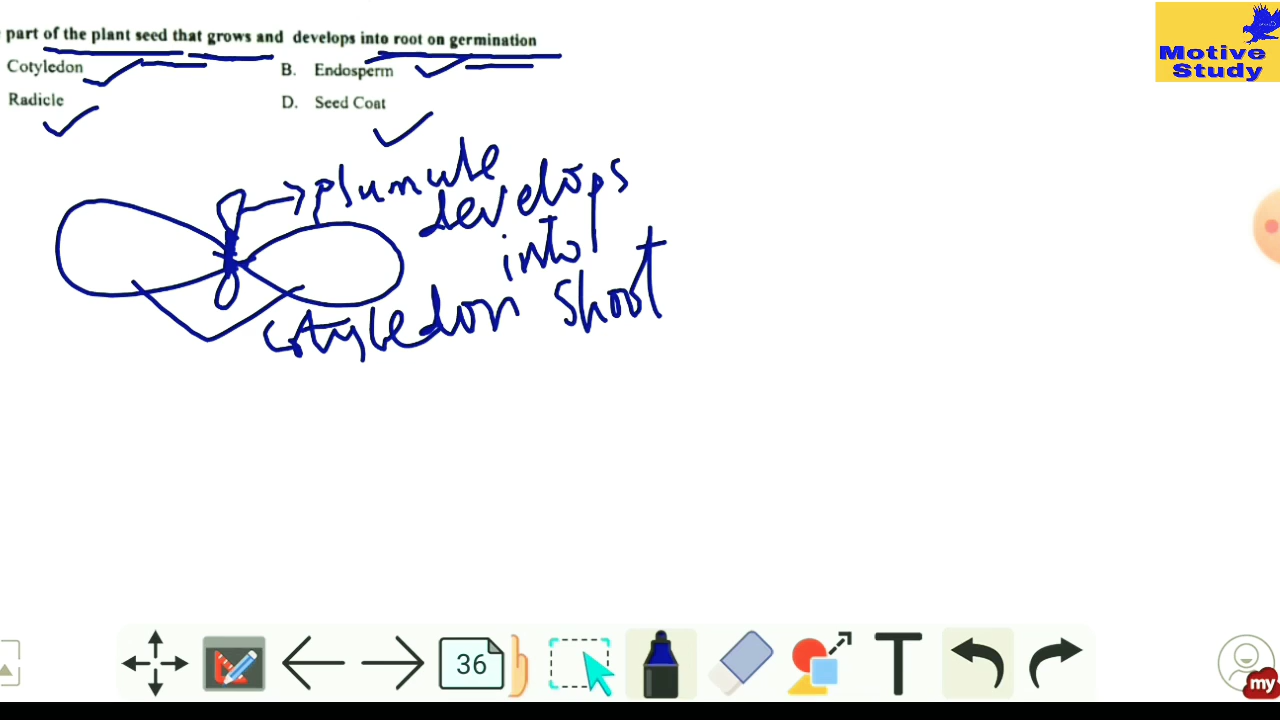 part of the plant seed that grows and develops into root on germination
Cotyledon B. Endosperm
Radicle D. Seed Coat
Motive
Study
plumule
develops
into
shoot
cotyledon
36
my